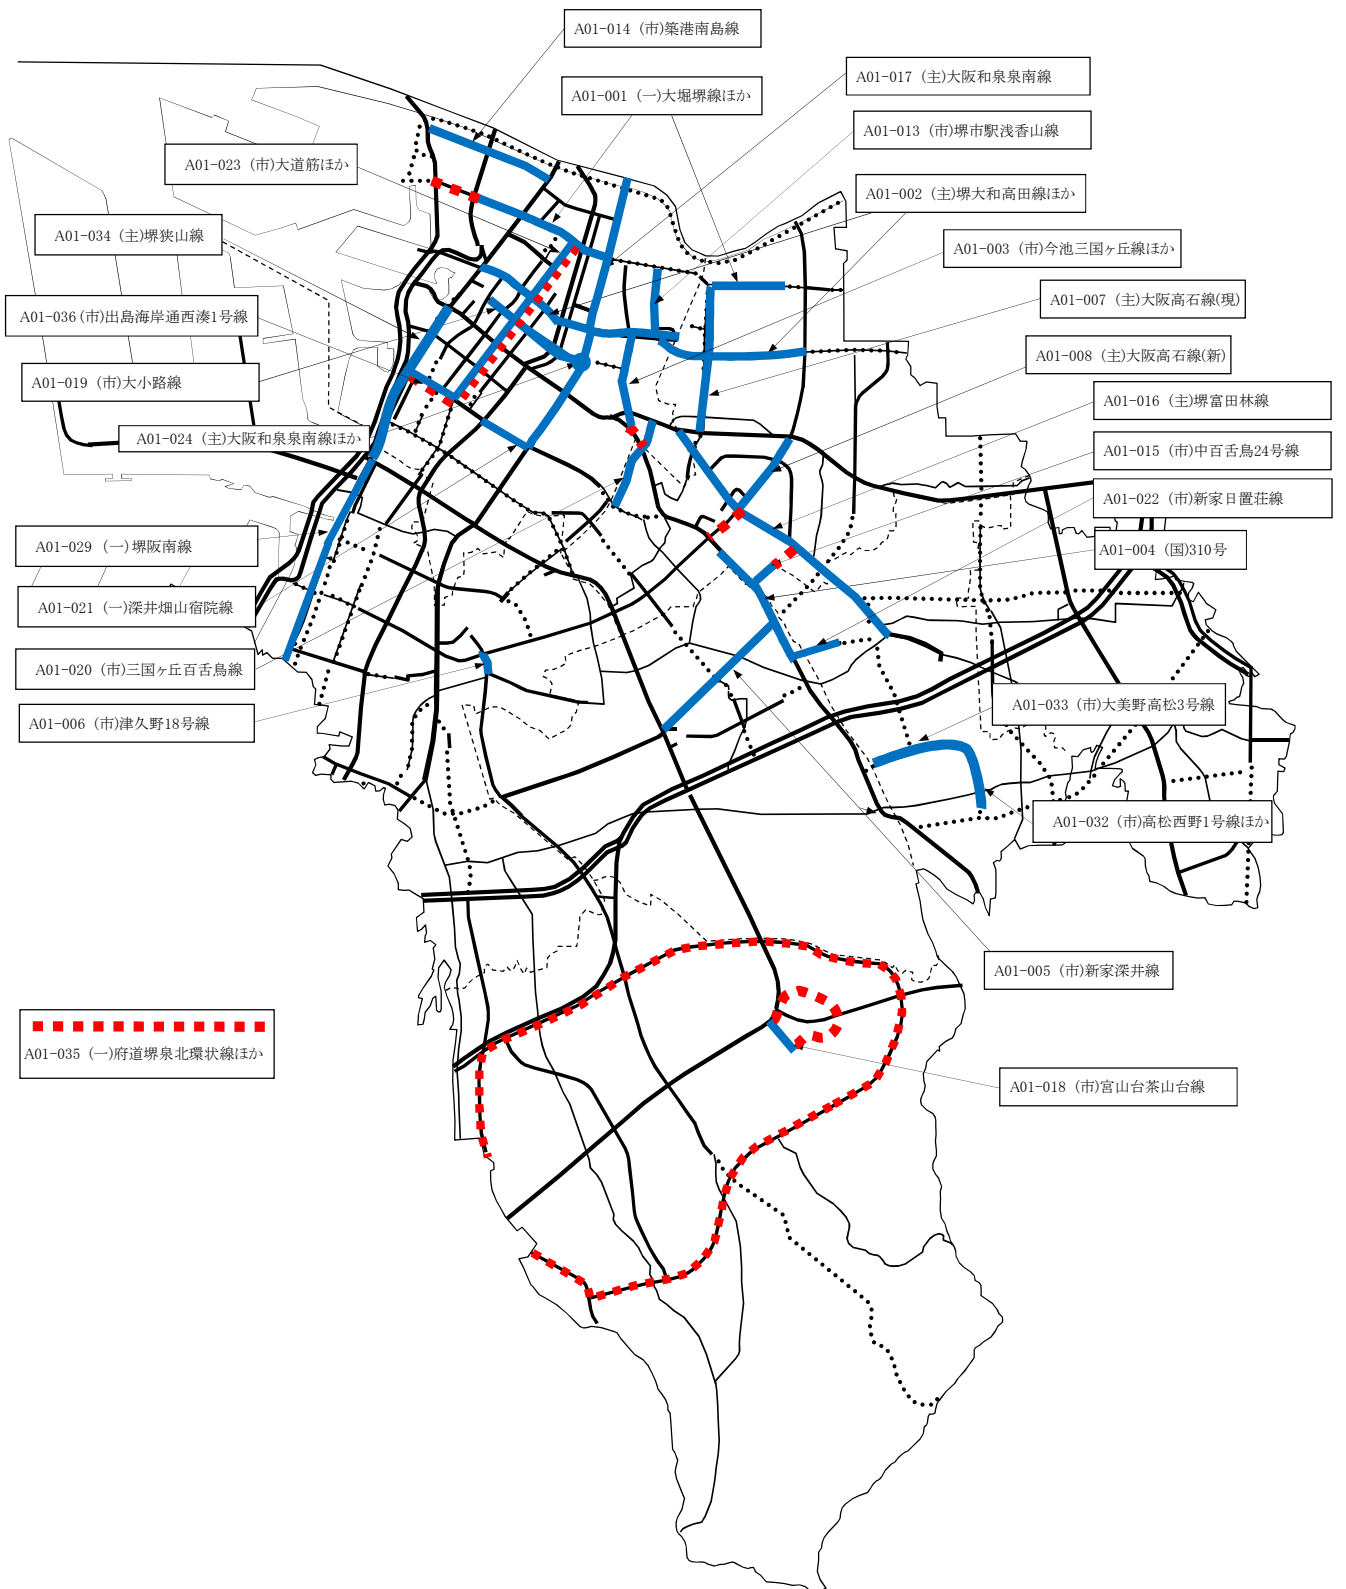 A01-014 (市)築港南島線
A01-017 (主)大阪和泉泉南線
A01-001 (一)大堀堺線ほか
A01-013 (市)堺市駅浅香山線
A01-023 (市)大道筋ほか
A01-002 (主)堺大和高田線ほか
A01-034 (主)堺狭山線
A01-003 (市)今池三国ヶ丘線ほか
A01-007 (主)大阪高石線(現)
A01-036 (市)出島海岸通西湊1号線
A01-008 (主)大阪高石線(新)
A01-019 (市)大小路線
A01-016 (主)堺富田林線
A01-024 (主)大阪和泉泉南線ほか
A01-015 (市)中百舌鳥24号線
A01-022 (市)新家日置荘線
A01-029 (一)堺阪南線
A01-004 (国)310号
A01-021 (一)深井畑山宿院線
A01-020 (市)三国ヶ丘百舌鳥線
A01-033 (市)大美野高松3号線
A01-006 (市)津久野18号線
A01-032 (市)高松西野1号線ほか
A01-005 (市)新家深井線
A01-035 (一)府道堺泉北環状線ほか
A01-018 (市)宮山台茶山台線